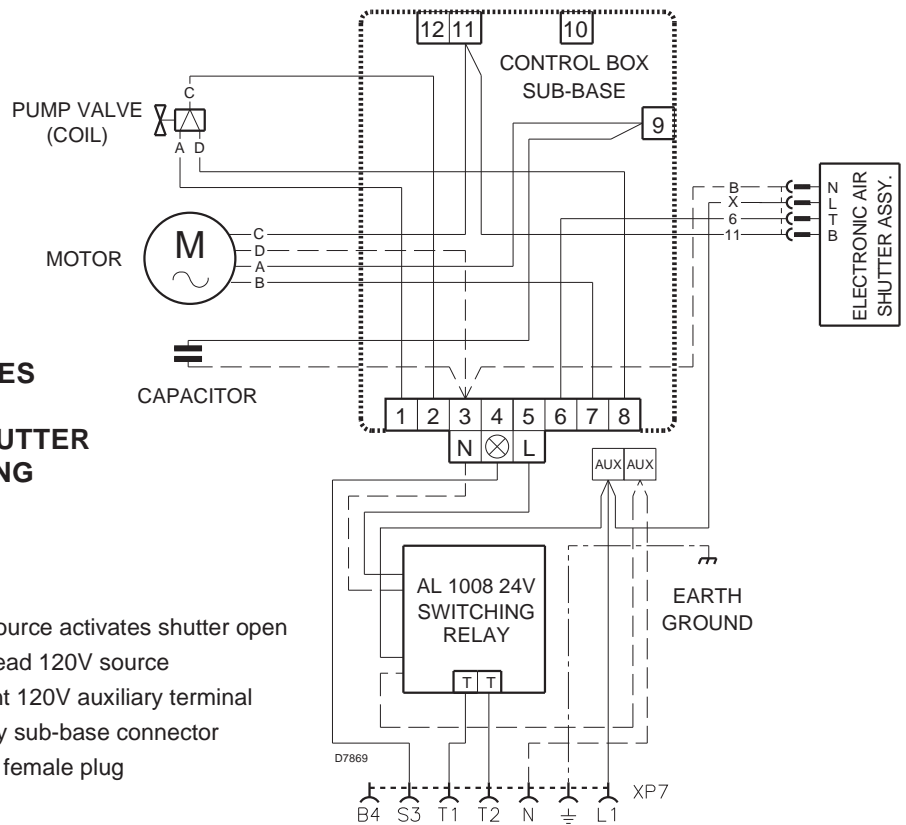 12 11
10
CONTROL BOX
SUB-BASE
9
C
PUMP VALVE
(COIL)
A D
MOTOR
M
C
D
A
B
B
X
6
11
N
L
T
B
ELECTRONIC AIR
SHUTTER ASSY.
CAPACITOR
ES
UTTER
NG
1 2 3 4 5 6 7 8
N L
AUX AUX
AL 1008 24V
SWITCHING
RELAY
T T
EARTH
GROUND
ource activates shutter open
ead 120V source
nt 120V auxiliary terminal
y sub-base connector
female plug
D7869
XP7
B4 S3 T1 T2 N L1